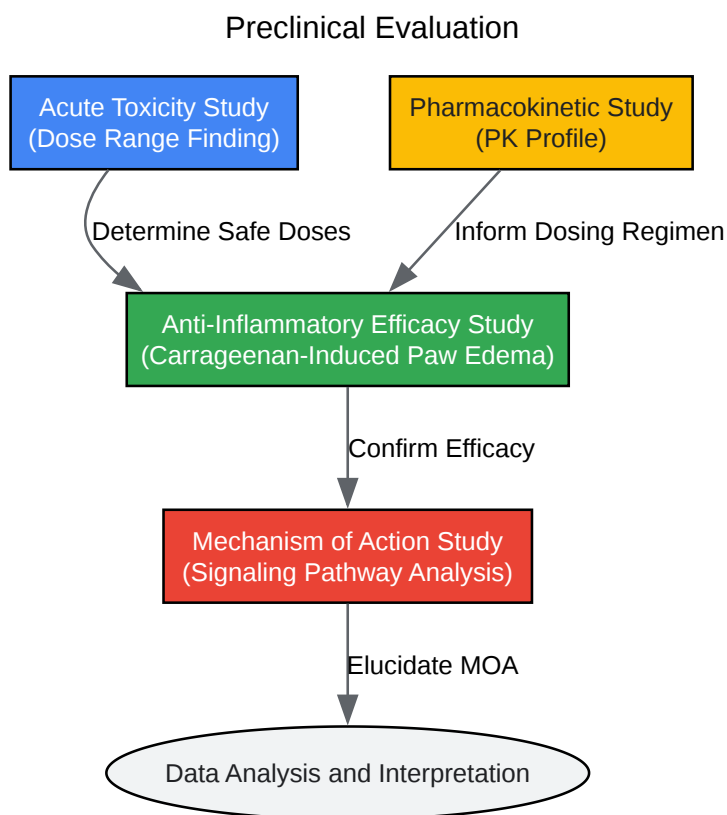 Preclinical Evaluation
Acute Toxicity Study
(Dose Range Finding)
Pharmacokinetic Study
(PK Profile)
Determine Safe Doses
Inform Dosing Regimen
Anti-Inflammatory Efficacy Study
(Carrageenan-Induced Paw Edema)
Confirm Efficacy
Mechanism of Action Study
(Signaling Pathway Analysis)
Elucidate MOA
Data Analysis and Interpretation